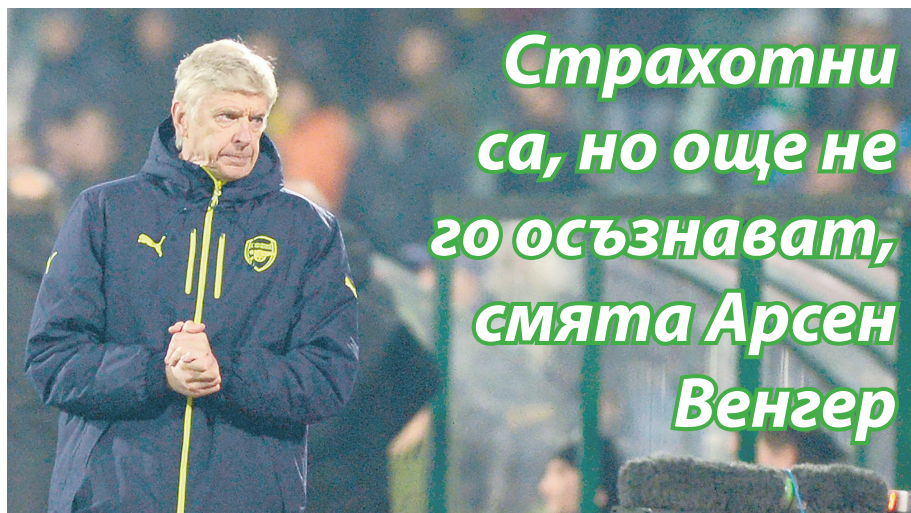 Страхотни
са, но още не
го осъзнават,
смята Арсен
Венгер